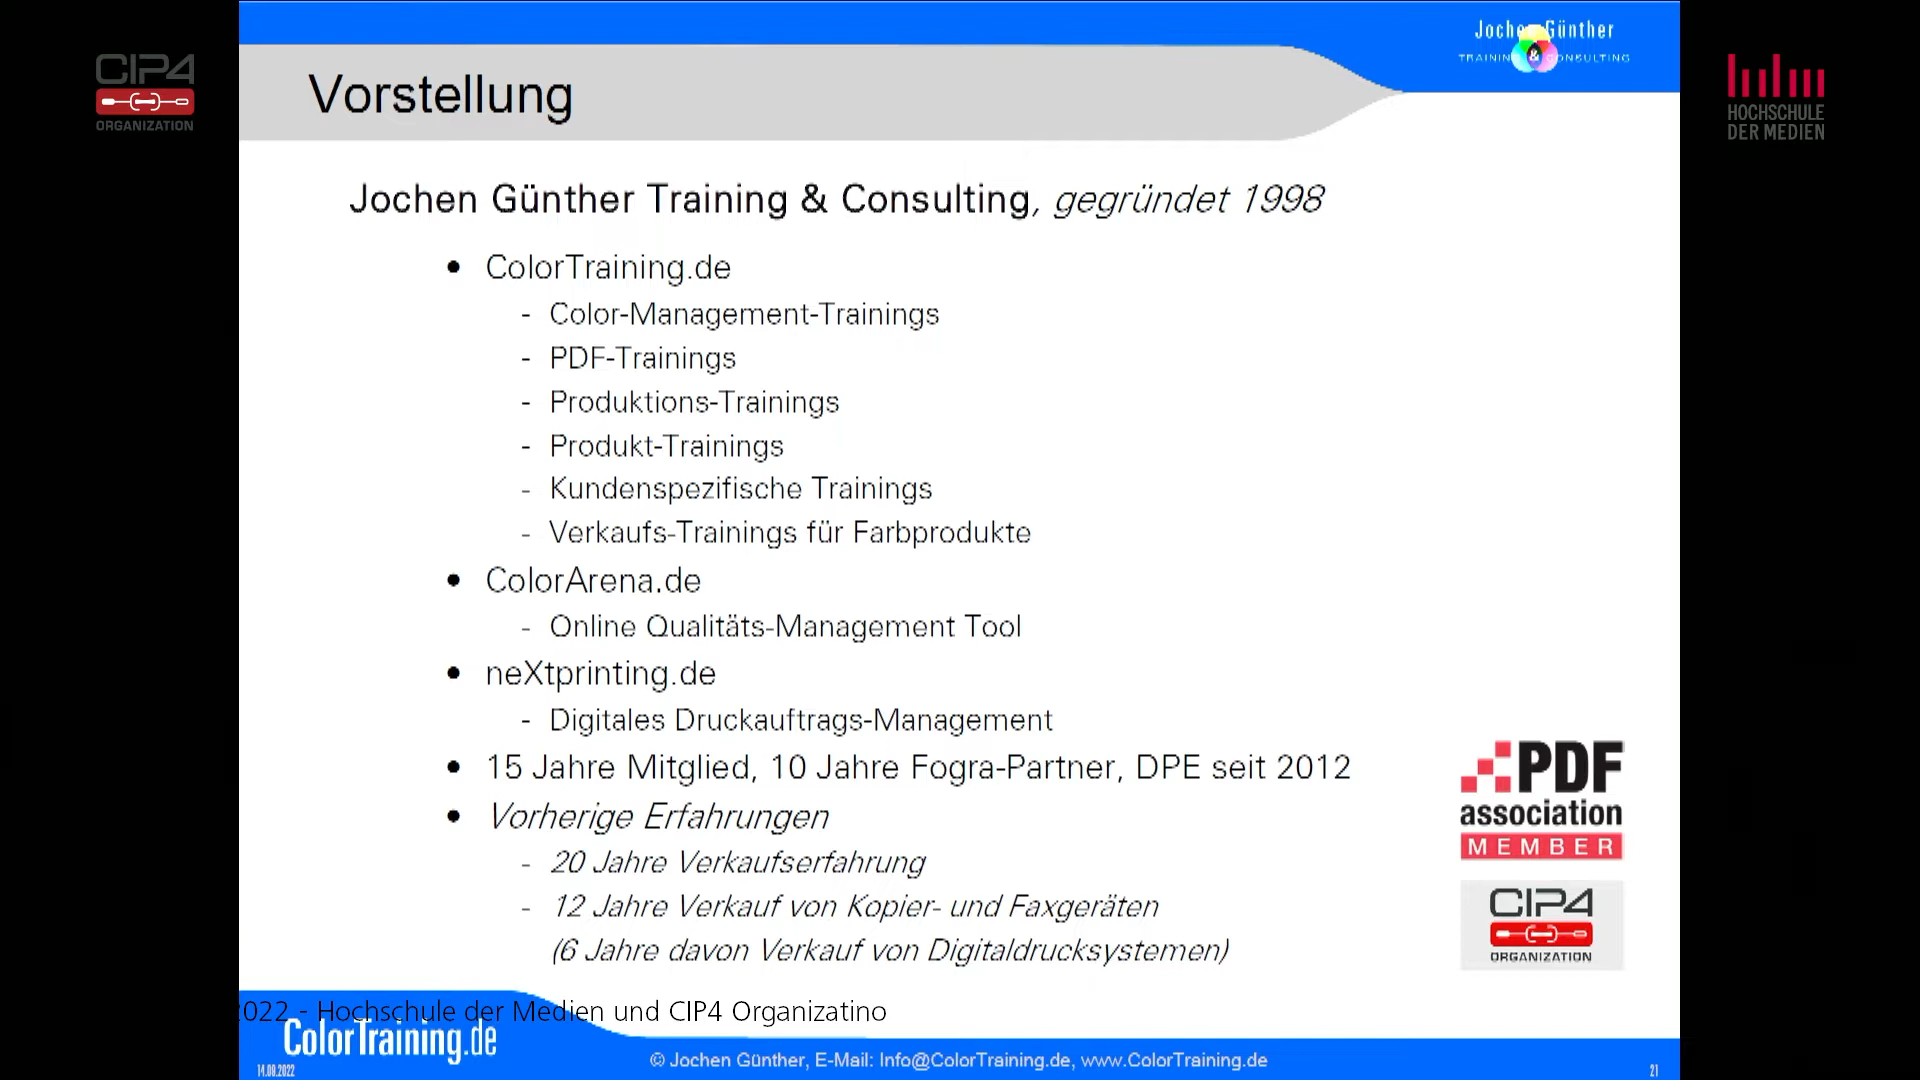 CIP4
ORGANIZATION
Jochen Günther
TRAINING & CONSULTING
HOCHSCHULE
DER MEDIEN
Vorstellung
Jochen Günther Training & Consulting, gegründet 1998
• ColorTraining.de
- Color-Management-Trainings
- PDF-Trainings
- Produktions-Trainings
- Produkt-Trainings
- Kundenspezifische Trainings
- Verkaufs-Trainings für Farbprodukte
• ColorArena.de
- Online Qualitäts-Management Tool
• neXtprinting.de
- Digitales Druckauftrags-Management
• 15 Jahre Mitglied, 10 Jahre Fogra-Partner, DPE seit 2012
• Vorherige Erfahrungen
- 20 Jahre Verkaufserfahrung
- 12 Jahre Verkauf von Kopier- und Faxgeräten
(6 Jahre davon Verkauf von Digitaldrucksystemen)
PDF
association
MEMBER
CIP4
ORGANIZATION
2022 - Hochschule der Medien und CIP4 Organizatino
ColorTraining.de
© Jochen Günther, E-Mail: Info@ColorTraining.de, www.ColorTraining.de
14.09.2022
21